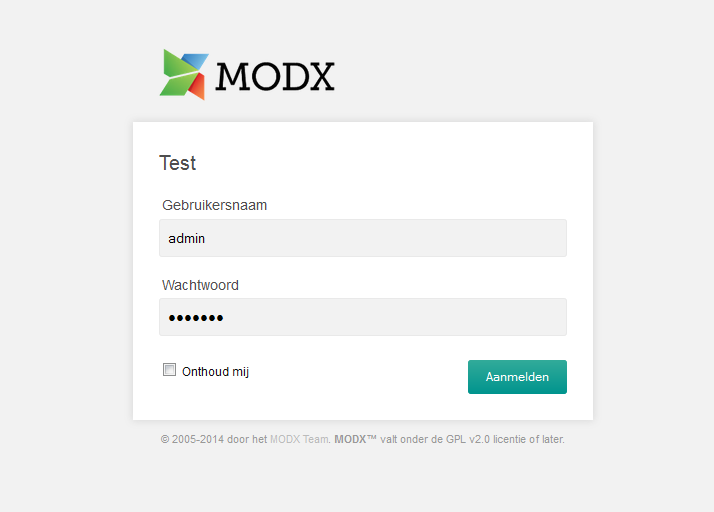 MODX
Test
Gebruikersnaam
admin
Wachtwoord
•••••••
Onthoud mij
Aanmelden
© 2005-2014 door het MODX Team. MODX™ valt onder de GPL v2.0 licentie of later.